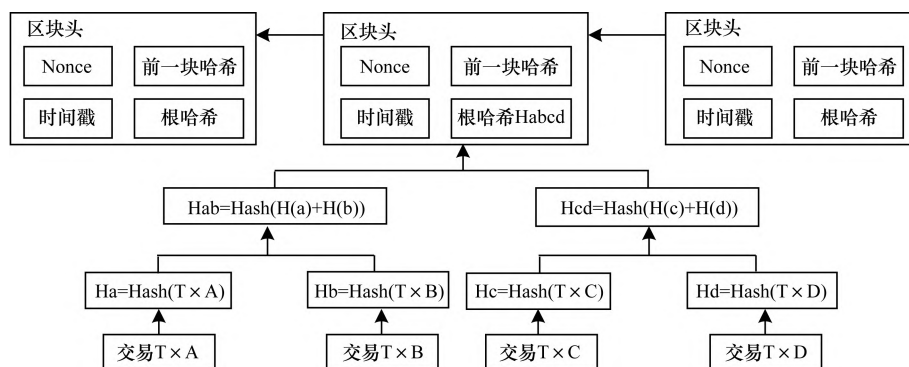 区块头 区块头 区块头
Nonce 前一块哈希 Nonce 前一块哈希 Nonce 前一块哈希
时间戳 根哈希 时间戳 根哈希Habcd 时间戳 根哈希
Hab=Hash(H(a)+H(b)) Hcd=Hash(H(c)+H(d))
Ha=Hash(T×A) Hb=Hash(T×B) Hc=Hash(T×C) Hd=Hash(T×D)
交易T×A 交易T×B 交易T×C 交易T×D